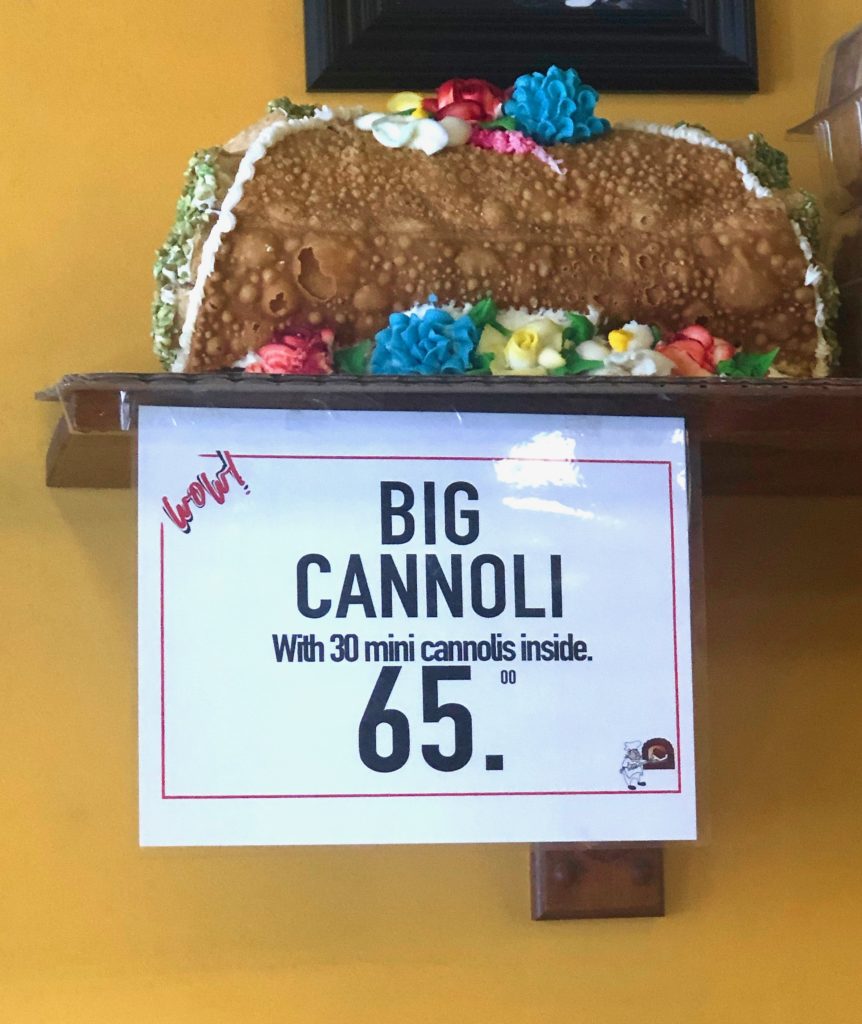 WOW!
BIG
CANNOLI
With 30 mini cannolis inside.
65.00